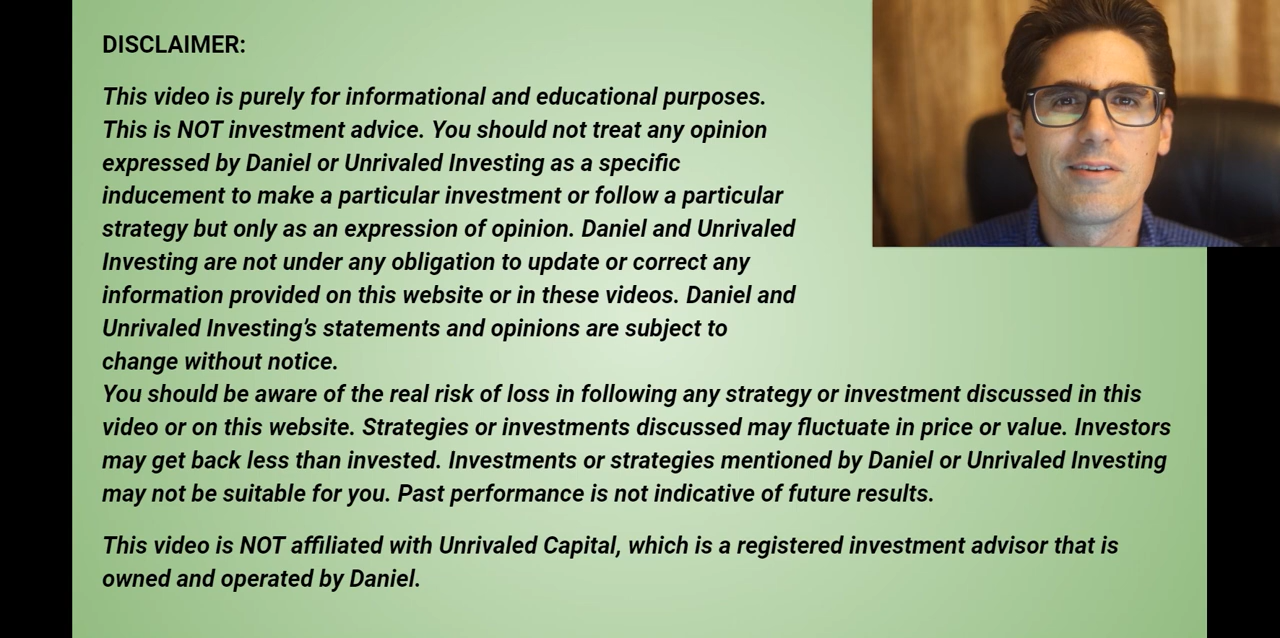 DISCLAIMER:
This video is purely for informational and educational purposes.
This is NOT investment advice. You should not treat any opinion
expressed by Daniel or Unrivaled Investing as a specific
inducement to make a particular investment or follow a particular
strategy but only as an expression of opinion. Daniel and Unrivaled
Investing are not under any obligation to update or correct any
information provided on this website or in these videos. Daniel and
Unrivaled Investing's statements and opinions are subject to
change without notice.
You should be aware of the real risk of loss in following any strategy or investment discussed in this
video or on this website. Strategies or investments discussed may fluctuate in price or value. Investors
may get back less than invested. Investments or strategies mentioned by Daniel or Unrivaled Investing
may not be suitable for you. Past performance is not indicative of future results.
This video is NOT affiliated with Unrivaled Capital, which is a registered investment advisor that is
owned and operated by Daniel.